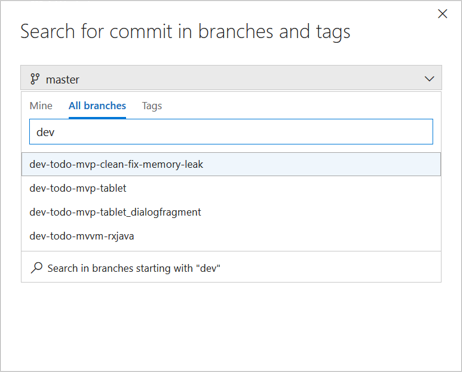 Search for commit in branches and tags
master
Mine All branches Tags
dev
dev-todo-mvp-clean-fix-memory-leak
dev-todo-mvp-tablet
dev-todo-mvp-tablet_dialogfragment
dev-todo-mvvm-rxjava
Search in branches starting with "dev"